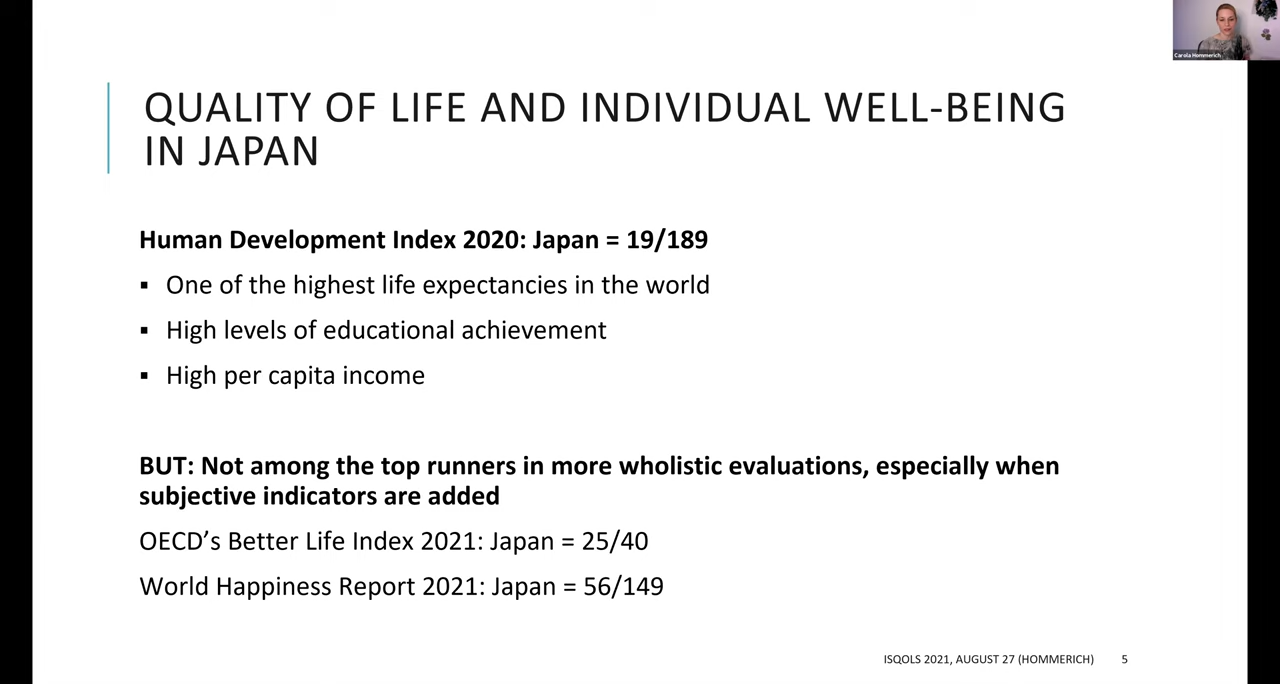 Carola Hommerich
QUALITY OF LIFE AND INDIVIDUAL WELL-BEING
IN JAPAN
Human Development Index 2020: Japan = 19/189
▪ One of the highest life expectancies in the world
▪ High levels of educational achievement
▪ High per capita income
BUT: Not among the top runners in more wholistic evaluations, especially when
subjective indicators are added
OECD’s Better Life Index 2021: Japan = 25/40
World Happiness Report 2021: Japan = 56/149
ISQOLS 2021, AUGUST 27 (HOMMERICH) 5